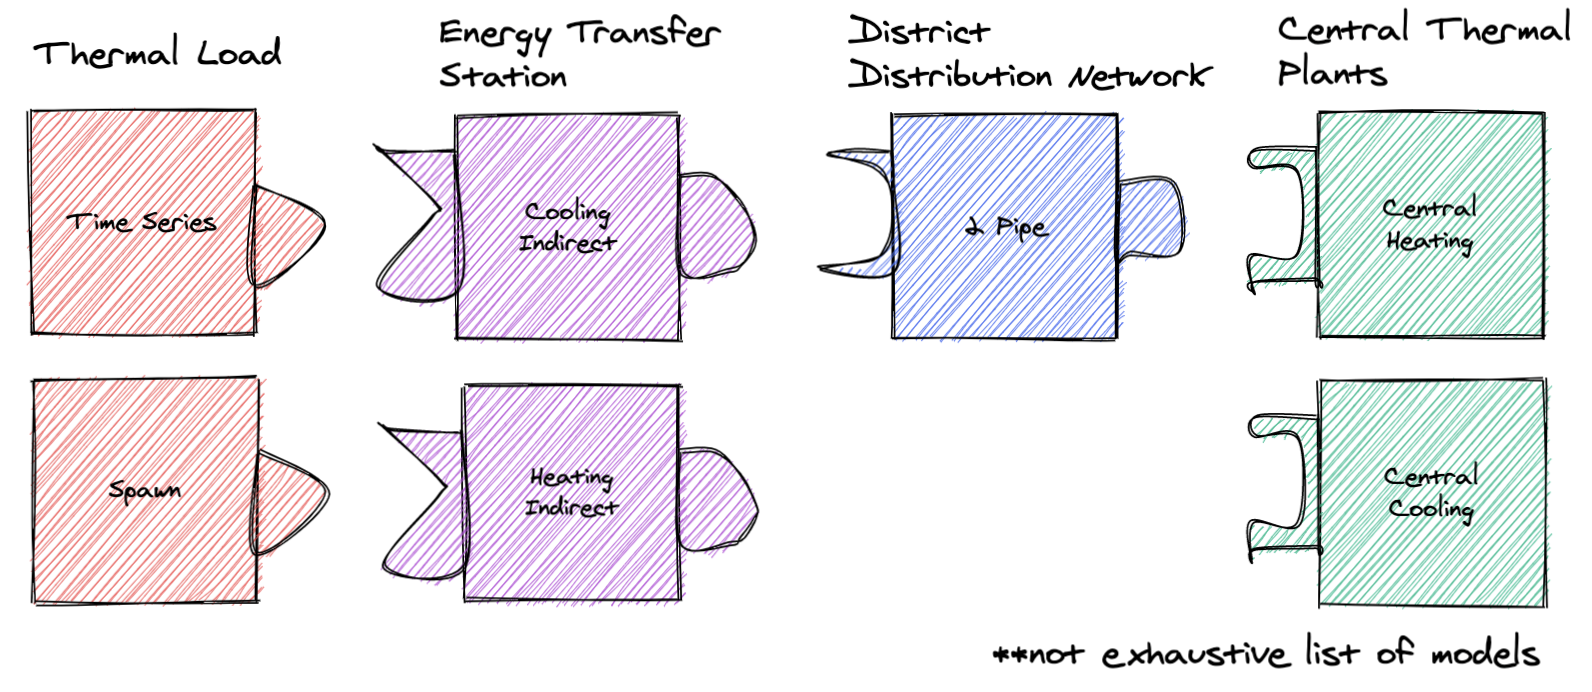 Thermal Load
Energy Transfer
Station
District
Distribution Network
Central Thermal
Plants
Time Series
Cooling
Indirect
2 Pipe
Central
Heating
Spawn
Heating
Indirect
Central
Cooling
**not exhaustive list of models